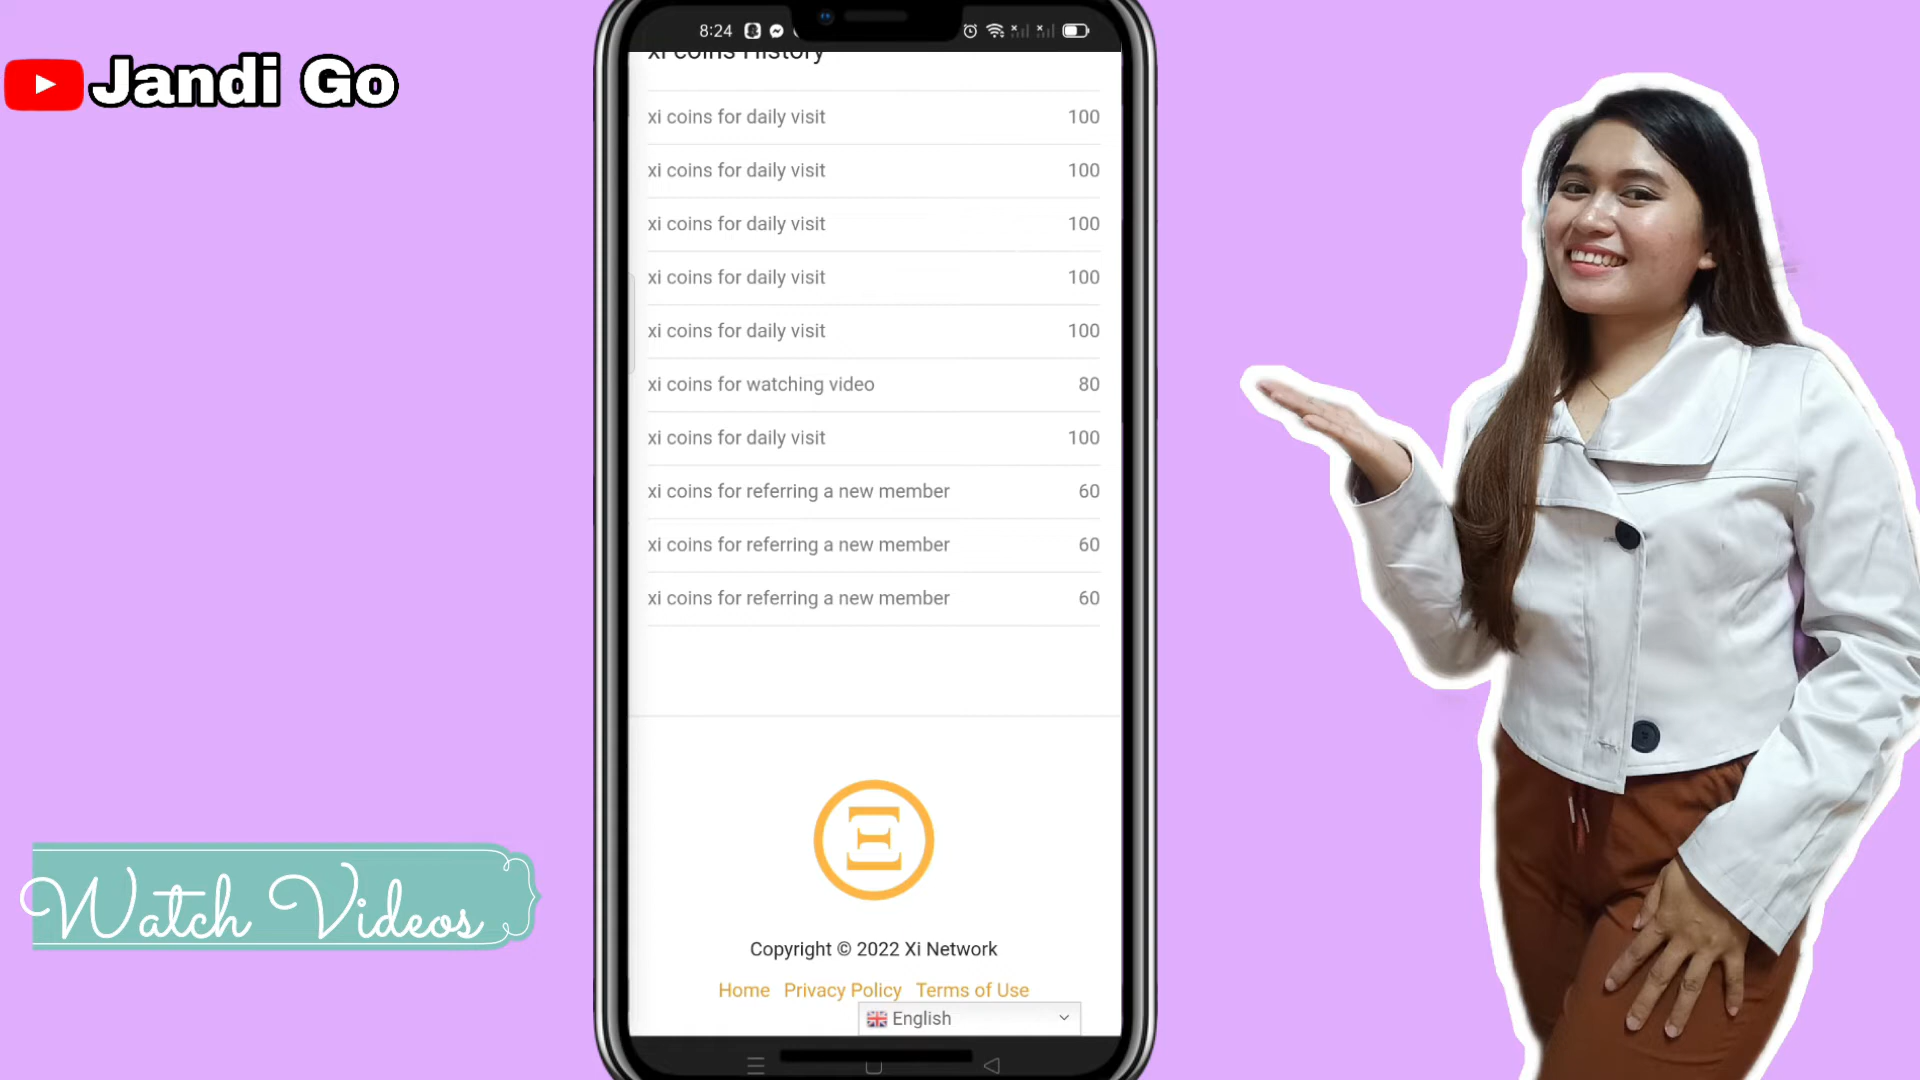 Jandi Go
8:24
xi coins History
xi coins for daily visit 100
xi coins for daily visit 100
xi coins for daily visit 100
xi coins for daily visit 100
xi coins for daily visit 100
xi coins for watching video 80
xi coins for daily visit 100
xi coins for referring a new member 60
xi coins for referring a new member 60
xi coins for referring a new member 60
Ξ
Copyright © 2022 Xi Network
Home Privacy Policy Terms of Use
English
Watch Videos